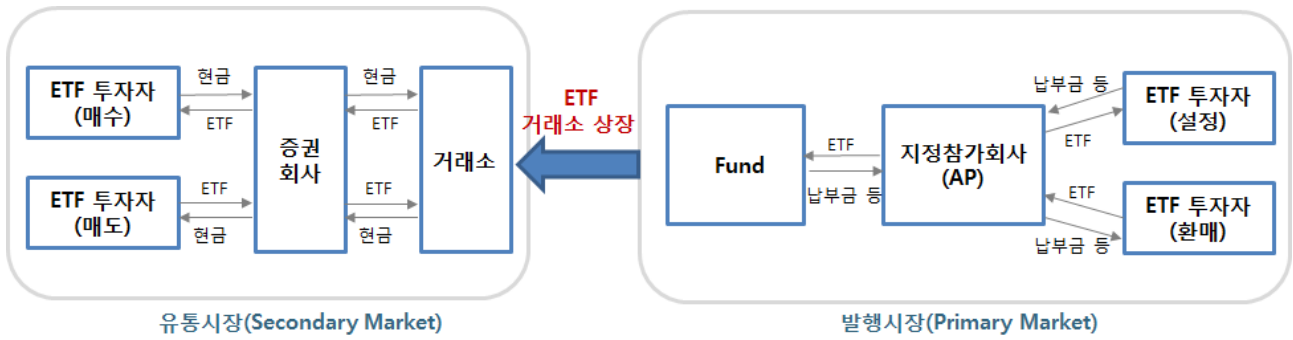 ETF 투자자
(매수)
현금
ETF
ETF 투자자
(매도)
ETF
현금
증권
회사
현금
ETF
ETF
현금
거래소
ETF
거래소 상장
Fund
ETF
납부금 등
지정참가회사
(AP)
납부금 등
ETF
ETF
납부금 등
ETF 투자자
(설정)
ETF 투자자
(환매)
유통시장(Secondary Market)
발행시장(Primary Market)